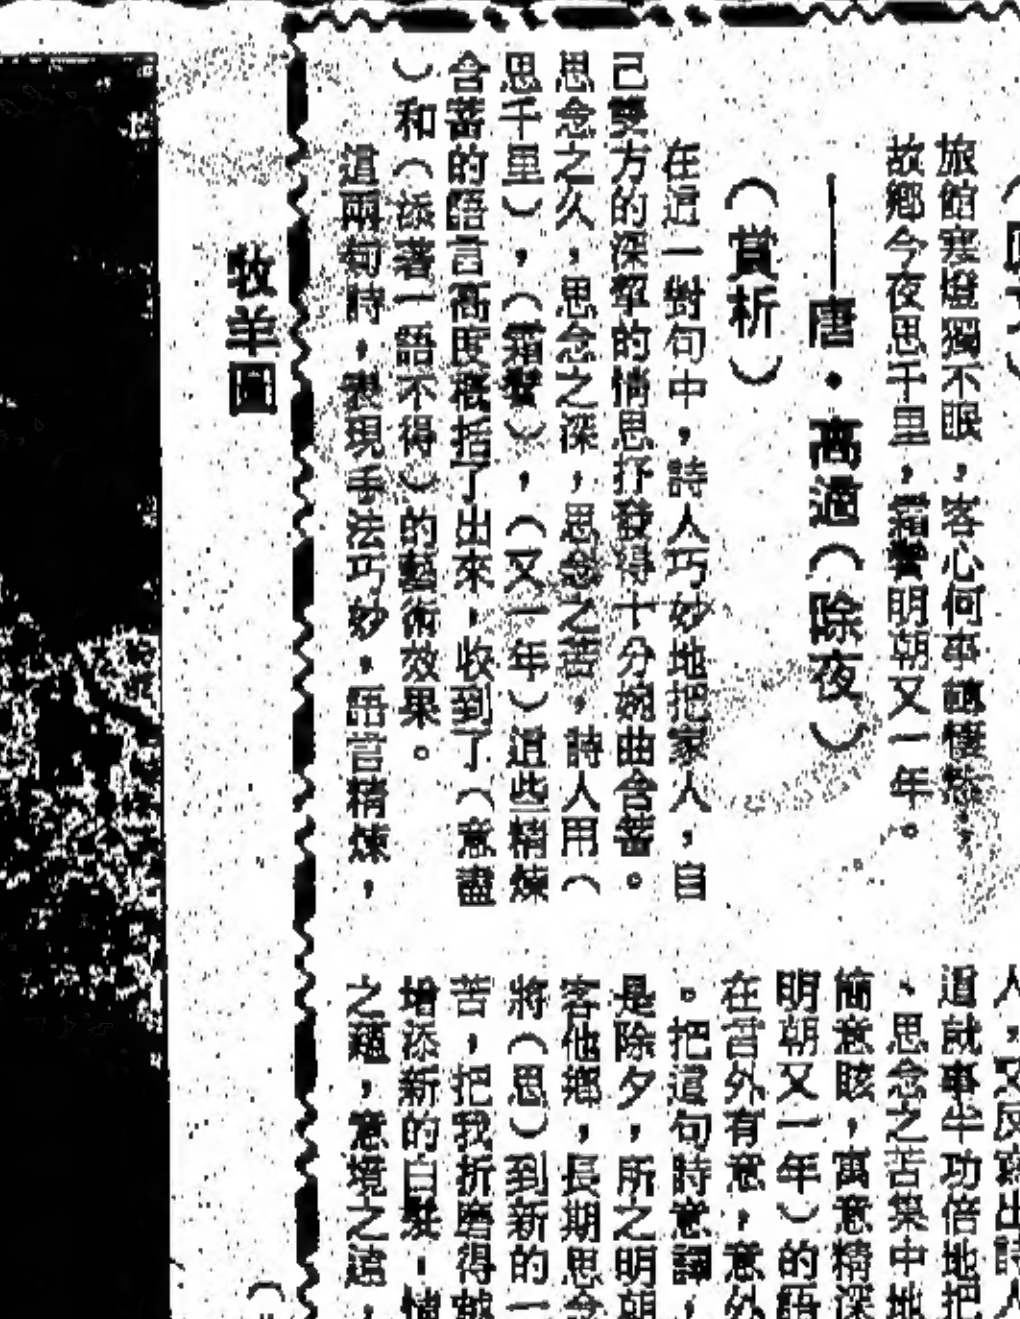 旅館寒燈獨不眠，客心何事轉悽然；
故鄉今夜思千里，霜鬢明朝又一年。
——唐・高適（除夜）
（賞析）
在這一對句中，詩人巧妙地把家人，自
己雙方的深摯的情思抒發得十分婉曲含蓄。
思念之久，思念之深，思念之苦，詩人用（
思千里），（霜鬢），（又一年）這些精煉
含蓄的語言高度概括了出來，收到了（意盡
）和（添著一語不得）的藝術效果。
這兩句時，表現手法巧妙，語言精煉，
人，又反寫出詩人
這就事半功倍地把
、思念之苦集中地
簡意賅，寓意精深
明朝又一年）的語
在言外有意，意外
。把這句詩意譯，
是除夕，所之明朝
客他鄉，長期思念
將（思）到新的一
苦，把我折磨得
增添新的白髮，情
之蘊，意境之遠，
牧羊圖